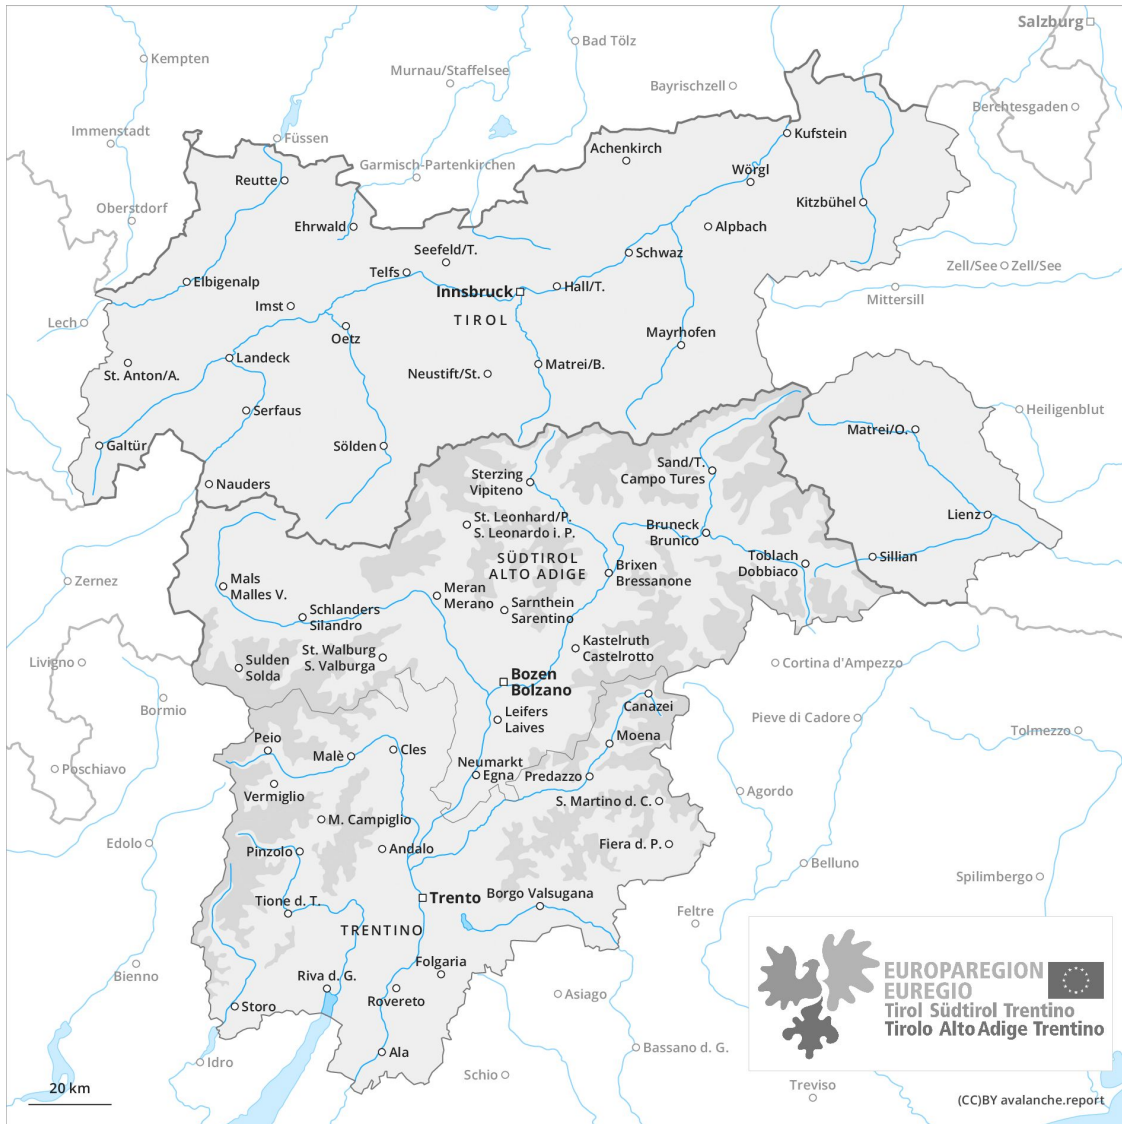 Salzburg
Bad Tölz
Kempten
Murnau/Staffelsee
Bayrischzell
Berchtesgaden
Immenstadt
Füssen
Kufstein
Achenkirch
Garmisch-Partenkirchen
Wörgl
Reutte
Kitzbühel
Oberstdorf
Ehrwald
Alpbach
Seefeld/T.
Schwaz
Zell/See
Zell/See
Telfs
Elbigenalp
Hall/T.
Innsbruck
Mittersill
Imst
TIROL
Lech
Oetz
Mayrhofen
Landeck
Matrei/B.
St. Anton/A.
Neustift/St.
Serfaus
Heiligenblut
Matrei/O.
Galtür
Sölden
Sand/T.
Campo Tures
Sterzing
Vipiteno
Nauders
St. Leonhard/P.
S. Leonardo i. P.
Lienz
Bruneck
Brunico
SÜDTIROL
ALTO ADIGE
Toblach
Dobbiaco
Sillian
Brixen
Bressanone
Zernez
Mals
Malles V.
Meran
Merano
Sarnthein
Sarentino
Schlanders
Silandro
Kastelruth
Castelrotto
St. Walburg
S. Valburga
Livigno
Sulden
Solda
Cortina d'Ampezzo
Bozen
Bolzano
Bormio
Canazei
Leifers
Laives
Pieve di Cadore
Tolmezzo
Peio
Moena
Malè
Cles
Neumarkt
Egna
Predazzo
Poschiavo
Vermiglio
S. Martino d. C.
Agordo
M. Campiglio
Edolo
Pinzolo
Andalo
Fiera d. P.
Belluno
Spilimbergo
Tione d. T.
Trento
Borgo Valsugana
Feltre
TRENTINO
Folgaria
Bienno
Riva d. G.
Rovereto
Asiago
Storo
EUROPAREGION
EUREGIO
Tirol Südtirol Trentino
Tirolo Alto Adige Trentino
Ala
Bassano d. G.
Idro
Schio
Treviso
20 km
(CC)BY avalanche.report